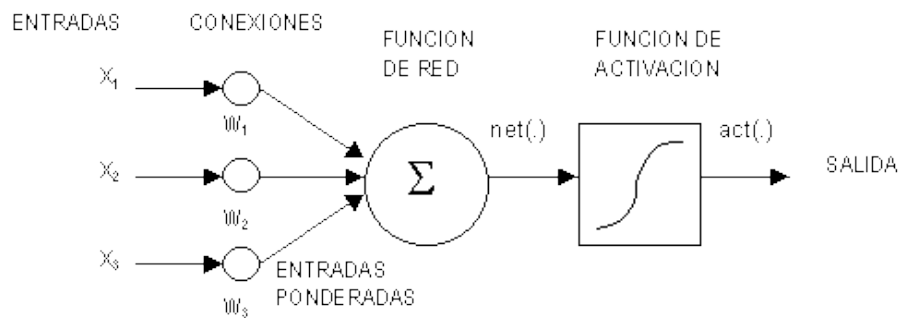 ENTRADAS
CONEXIONES
FUNCION
DE RED
FUNCION DE
ACTIVACION
X1
W1
net(.)
act(.)
X2
Σ
SALIDA
W2
X3
ENTRADAS
PONDERADAS
W3